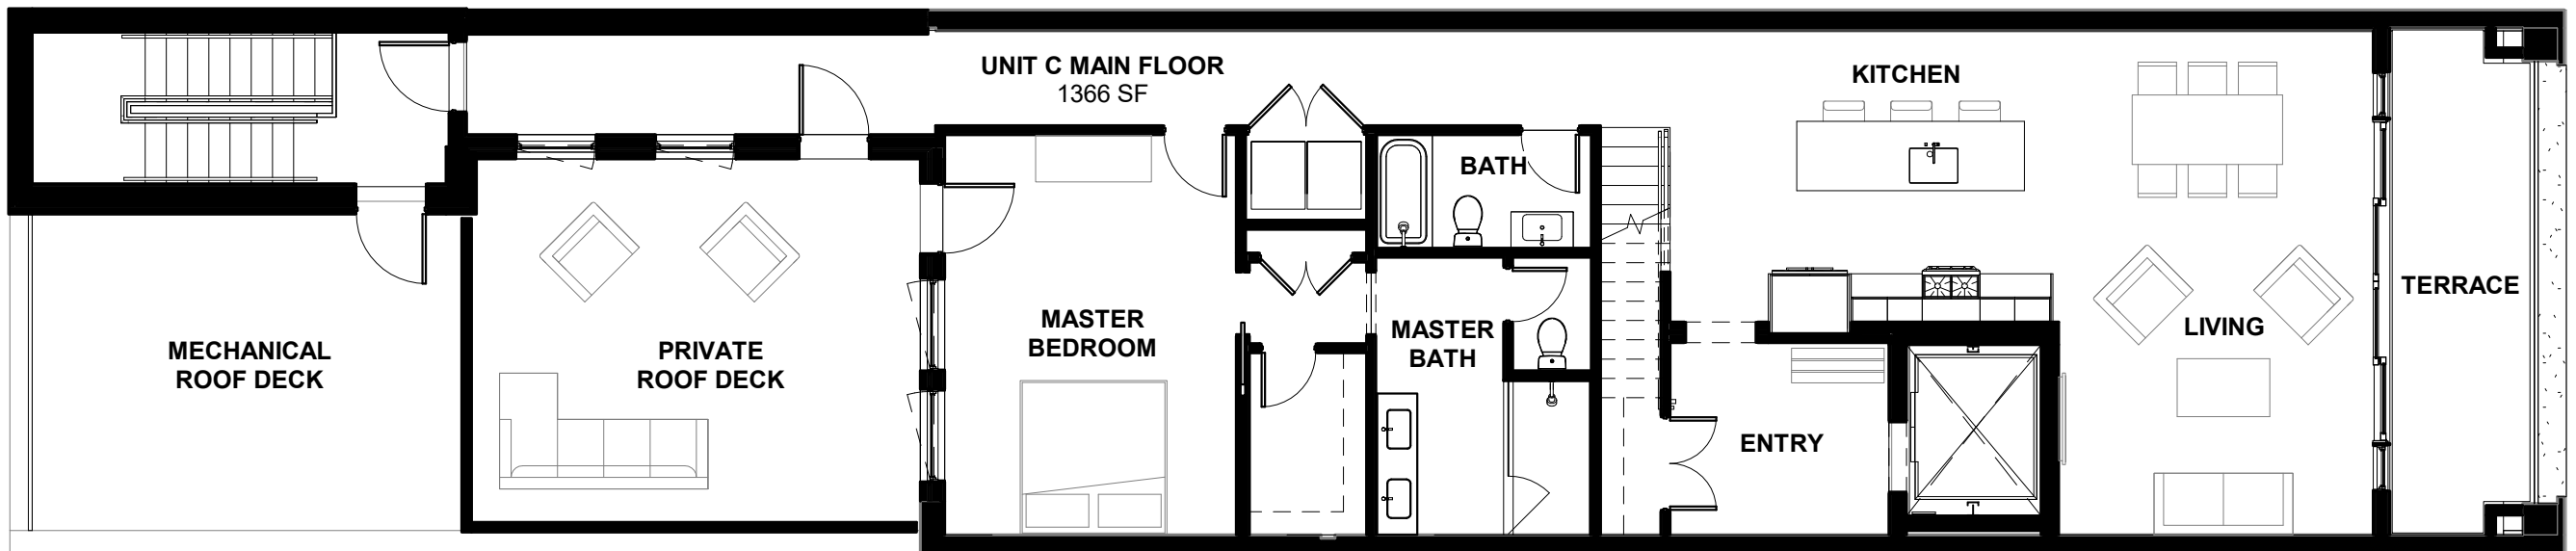 UNIT C MAIN FLOOR
1366 SF
KITCHEN
BATH
TERRACE
MASTER
BEDROOM
MASTER
BATH
LIVING
MECHANICAL
ROOF DECK
PRIVATE
ROOF DECK
ENTRY